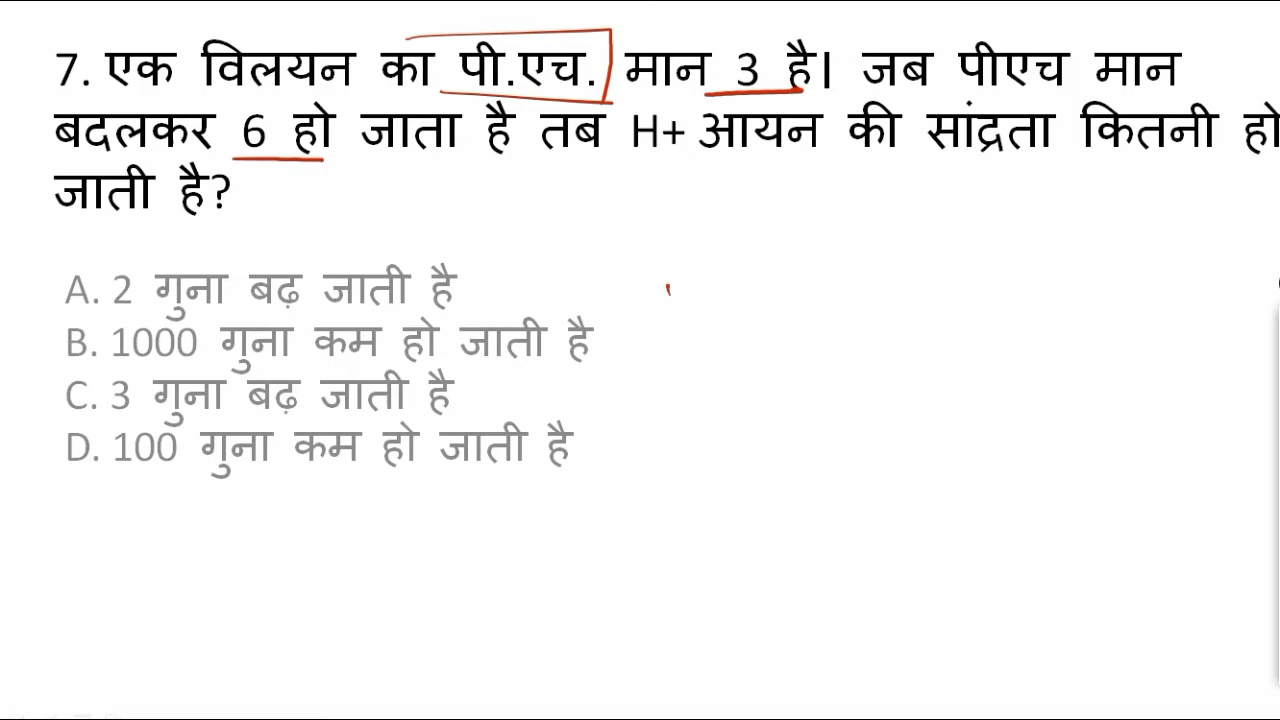 7. एक विलयन का पी.एच. मान 3 है। जब पीएच मान
बदलकर 6 हो जाता है तब H+ आयन की सांद्रता कितनी हो
जाती है?
A. 2 गुना बढ़ जाती है
B. 1000 गुना कम हो जाती है
C. 3 गुना बढ़ जाती है
D. 100 गुना कम हो जाती है